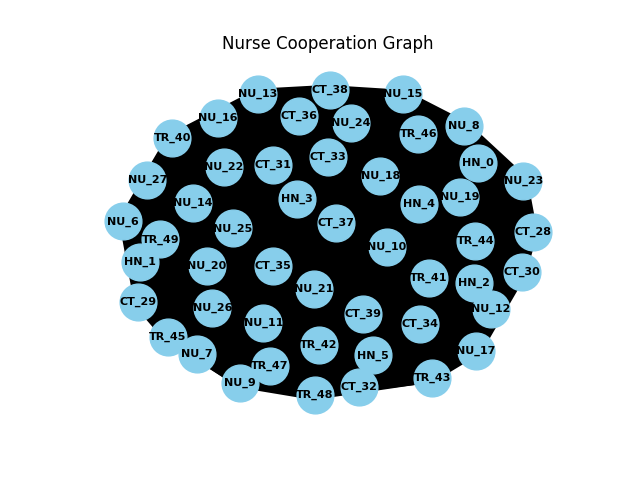 Nurse Cooperation Graph
CT_38
NU_13
NU_15
CT_36
NU_16
NU_24
NU_8
TR_46
TR_40
CT_33
HN_0
CT_31
NU_22
NU_18
NU_27
NU_23
NU_19
HN_3
NU_14
HN_4
NU_6
CT_37
NU_25
CT_28
TR_49
TR_44
NU_10
HN_1
NU_20
CT_35
CT_30
TR_41
HN_2
NU_21
CT_29
NU_26
NU_12
CT_39
NU_11
CT_34
TR_45
TR_42
NU_17
NU_7
HN_5
TR_47
TR_43
NU_9
CT_32
TR_48